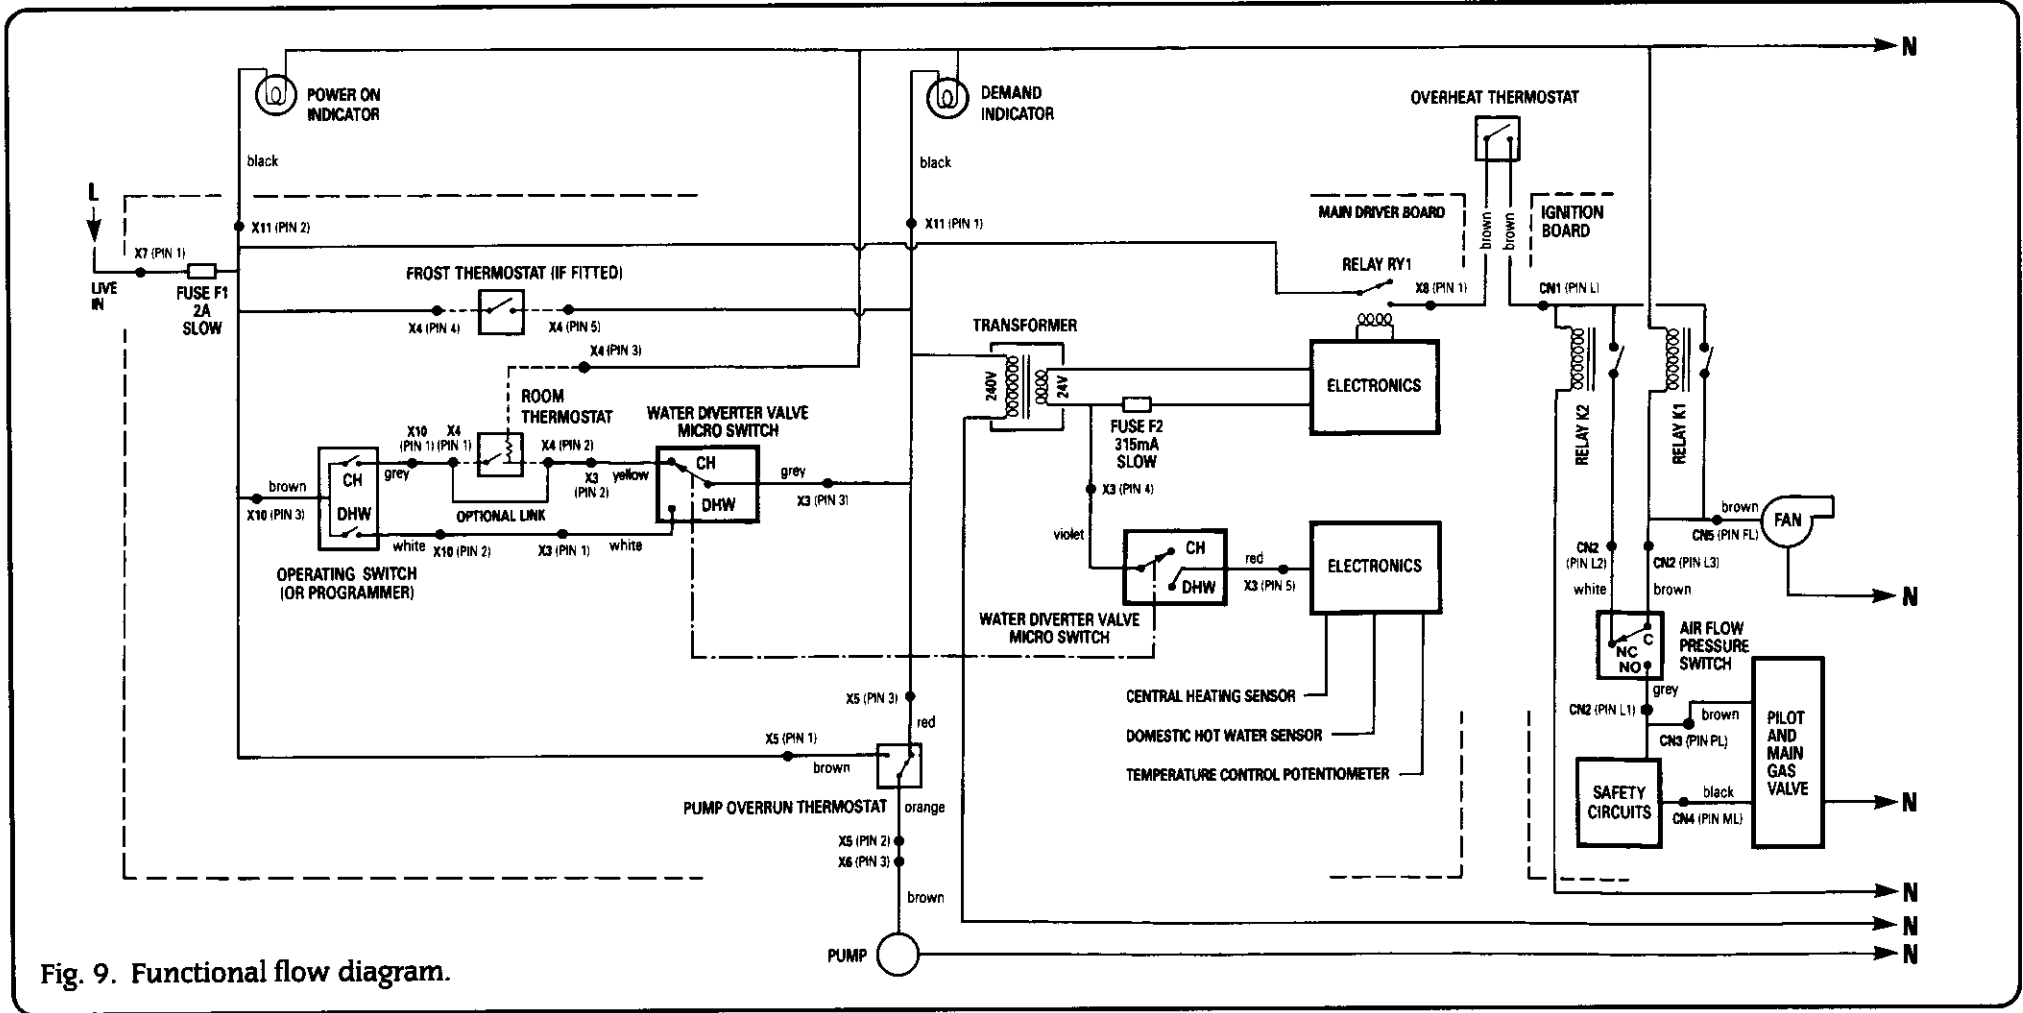 N
POWER ON
INDICATOR
DEMAND
INDICATOR
OVERHEAT THERMOSTAT
black
black
L
X7 (PIN 1)
LIVE
IN
FUSE F1
2A
SLOW
X11 (PIN 2)
X11 (PIN 1)
MAIN DRIVER BOARD
brown
brown
IGNITION
BOARD
FROST THERMOSTAT (IF FITTED)
X4 (PIN 4)
X4 (PIN 5)
RELAY RY1
X8 (PIN 1)
CN1 (PIN L)
X4 (PIN 3)
TRANSFORMER
240V
24V
ELECTRONICS
RELAY K2
RELAY K1
ROOM
THERMOSTAT
WATER DIVERTER VALVE
MICRO SWITCH
FUSE F2
315mA
SLOW
X10
(PIN 1)
X4
(PIN 1)
X4 (PIN 2)
grey
X3
(PIN 2)
yellow
CH
DHW
grey
X3 (PIN 3)
brown
X10 (PIN 3)
CH
DHW
OPTIONAL LINK
white
X10 (PIN 2)
X3 (PIN 1)
white
OPERATING SWITCH
(OR PROGRAMMER)
X3 (PIN 4)
violet
CH
DHW
red
X3 (PIN 5)
ELECTRONICS
WATER DIVERTER VALVE
MICRO SWITCH
brown
CN5 (PIN FL)
FAN
N
CN2
(PIN L2)
CN2 (PIN L3)
white
brown
C
NC
NO
AIR FLOW
PRESSURE
SWITCH
grey
CN2 (PIN L1)
brown
CN3 (PIN PL)
PILOT
AND
MAIN
GAS
VALVE
N
SAFETY
CIRCUITS
black
CN4 (PIN ML)
CENTRAL HEATING SENSOR
DOMESTIC HOT WATER SENSOR
TEMPERATURE CONTROL POTENTIOMETER
X5 (PIN 3)
red
X5 (PIN 1)
brown
PUMP OVERRUN THERMOSTAT
orange
X5 (PIN 2)
X6 (PIN 3)
brown
N
N
PUMP
N
Fig. 9. Functional flow diagram.